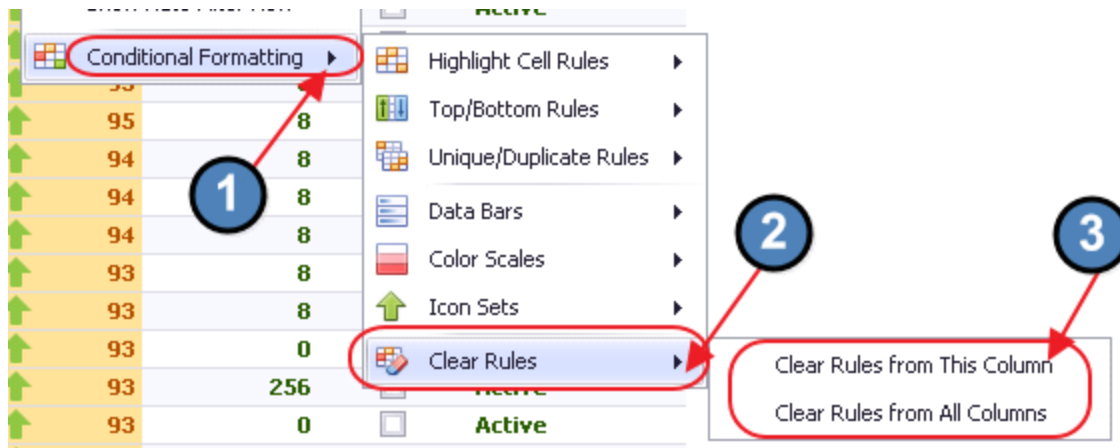 Active
Conditional Formatting
Highlight Cell Rules
95 8
Top/Bottom Rules
94 8
Unique/Duplicate Rules
94 8
1
94 8
Data Bars
2
3
93 8
Color Scales
93 8
Icon Sets
93 0
Clear Rules
Clear Rules from This Column
93 256
Active
Clear Rules from All Columns
93 0 Active